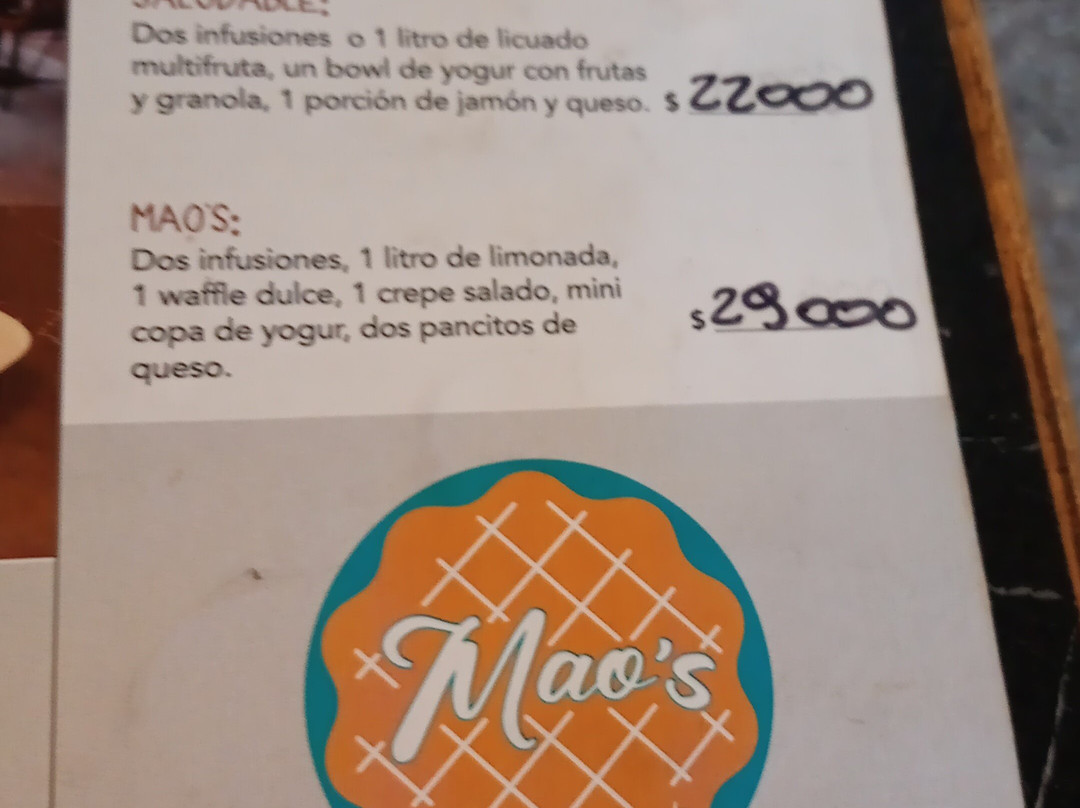 SALUDABLE:
Dos infusiones o 1 litro de licuado
multifruta, un bowl de yogur con frutas
y granola, 1 porción de jamón y queso. $ 22000
MAO'S:
Dos infusiones, 1 litro de limonada,
1 waffle dulce, 1 crepe salado, mini
copa de yogur, dos pancitos de
queso.
$29000
Mao's